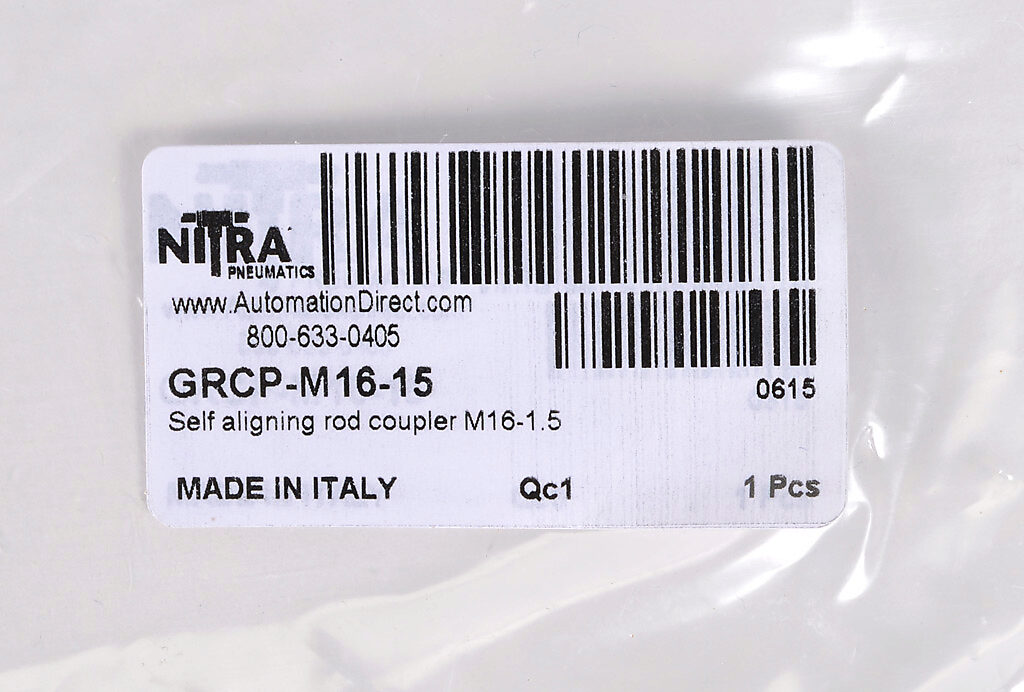 NITRA
PNEUMATICS
www.AutomationDirect.com
800-633-0405
GRCP-M16-15
0615
Self aligning rod coupler M16-1.5
MADE IN ITALY Qc1 1 Pcs